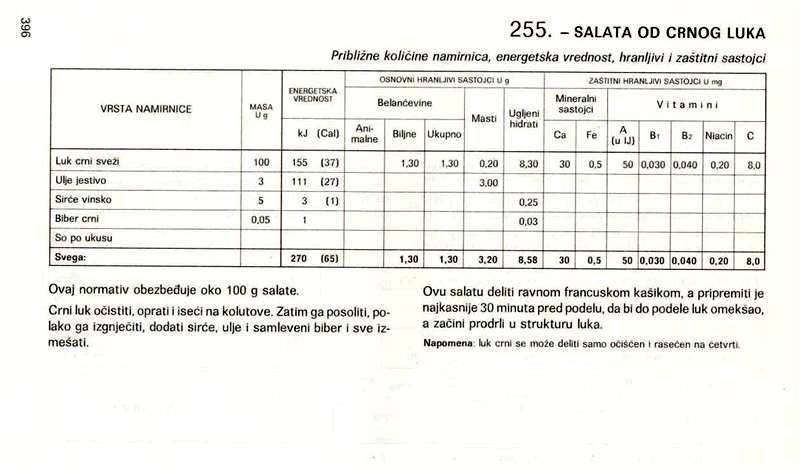 396
255. – SALATA OD CRNOG LUKA
Približne količine namirnica, energetska vrednost, hranljivi i zaštitni sastojci
VRSTA NAMIRNICE MASA U g ENERGETSKA VREDNOST OSNOVNI HRANLJIVI SASTOJCI U g ZAŠTITNI HRANLJIVI SASTOJCI U mg
Belančevine Masti Ugljeni hidrati Mineralni sastojci Vitamini
kJ (Cal) Ani-malne Biljne Ukupno Ca Fe A (u IJ) B1 B2 Niacin C
Luk crni sveži 100 155 (37) 1,30 1,30 0,20 8,30 30 0,5 50 0,030 0,040 0,20 8,0
Ulje jestivo 3 111 (27) 3,00
Sirće vinsko 5 3 (1) 0,25
Biber crni 0,05 1 0,03
So po ukusu
Svega: 270 (65) 1,30 1,30 3,20 8,58 30 0,5 50 0,030 0,040 0,20 8,0
Ovaj normativ obezbeđuje oko 100 g salate.
Crni luk očistiti, oprati i iseći na kolutove. Zatim ga posoliti, po-
lako ga izgnječiti, dodati sirće, ulje i samleveni biber i sve iz-
mešati.
Ovu salatu deliti ravnom francuskom kašikom, a pripremiti je
najkasnije 30 minuta pred podelu, da bi do podele luk omekšao,
a začini prodrli u strukturu luka.
Napomena: luk crni se može deliti samo očišćen i rasečen na četvrti.